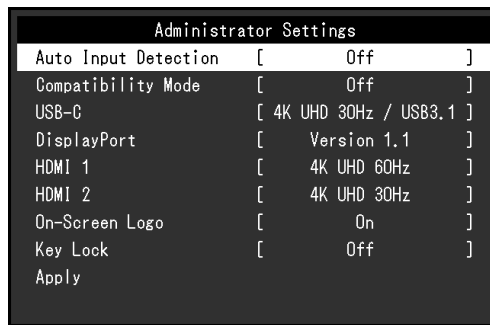 Administrator Settings
Auto Input Detection [ Off ]
Compatibility Mode [ Off ]
USB-C [ 4K UHD 30Hz / USB3.1 ]
DisplayPort [ Version 1.1 ]
HDMI 1 [ 4K UHD 60Hz ]
HDMI 2 [ 4K UHD 30Hz ]
On-Screen Logo [ On ]
Key Lock [ Off ]
Apply